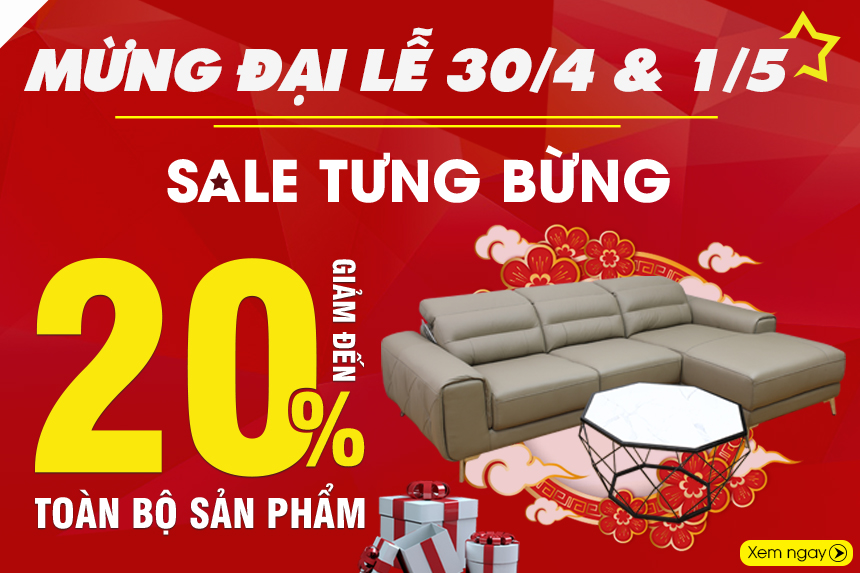 MỪNG ĐẠI LỄ 30/4 & 1/5
SALE TƯNG BỪNG
GIẢM ĐẾN
20%
TOÀN BỘ SẢN PHẨM
Xem ngay